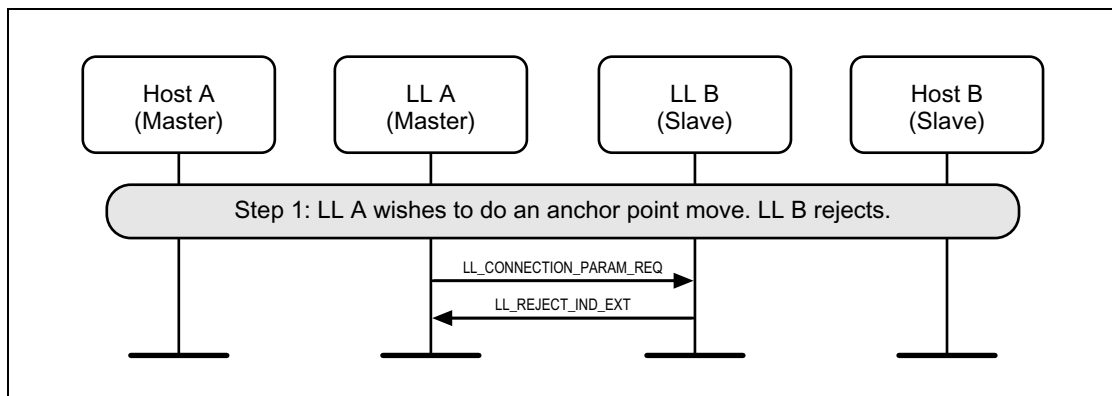 Host A
(Master)
LL A
(Master)
LL B
(Slave)
Host B
(Slave)
Step 1: LL A wishes to do an anchor point move. LL B rejects.
LL_CONNECTION_PARAM_REQ
LL_REJECT_IND_EXT